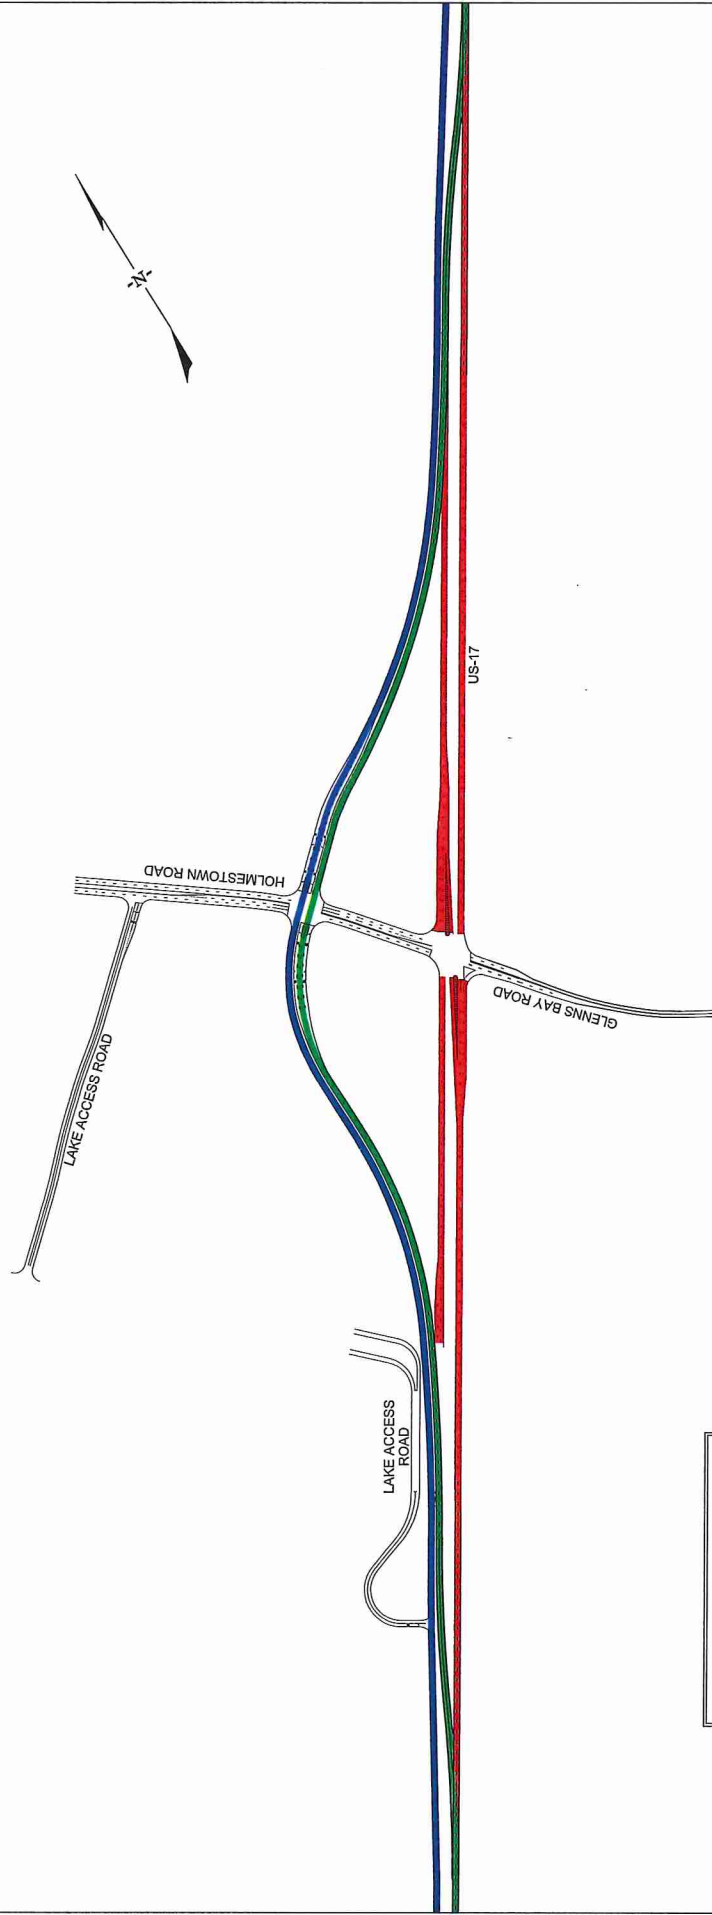 N
US-17
HOLMESTOWN ROAD
GLENNS BAY ROAD
LAKE ACCESS ROAD
LAKE ACCESS
ROAD